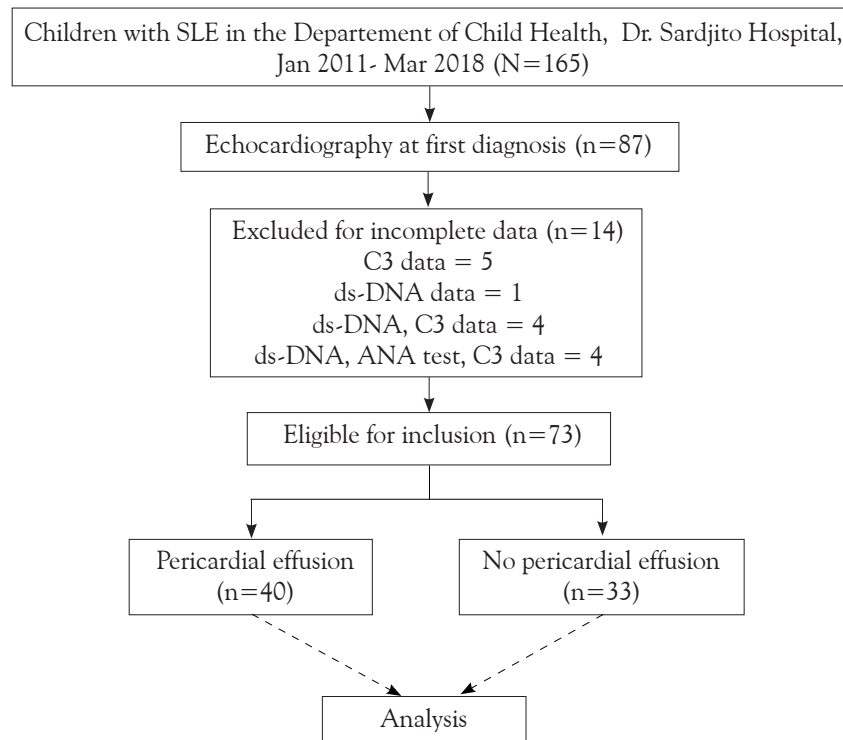 Children with SLE in the Departement of Child Health, Dr. Sardjito Hospital,
Jan 2011- Mar 2018 (N=165)
Echocardiography at first diagnosis (n=87)
Excluded for incomplete data (n=14)
C3 data = 5
ds-DNA data = 1
ds-DNA, C3 data = 4
ds-DNA, ANA test, C3 data = 4
Eligible for inclusion (n=73)
Pericardial effusion
(n=40)
No pericardial effusion
(n=33)
Analysis